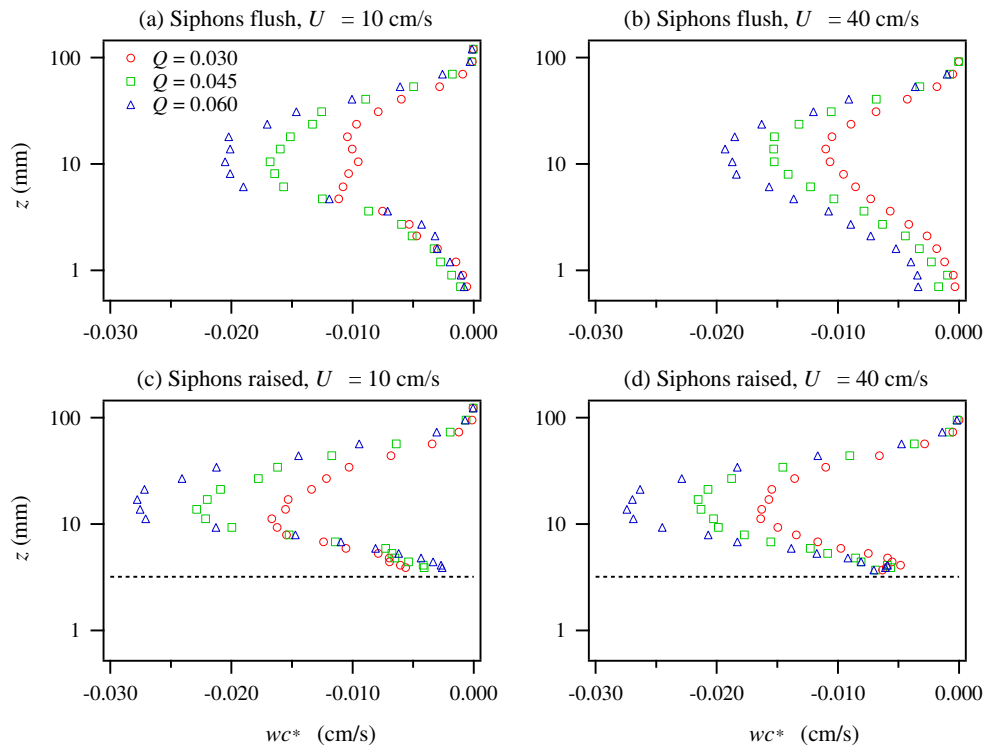 (a) Siphons flush, U = 10 cm/s
(b) Siphons flush, U = 40 cm/s
Q = 0.030
Q = 0.045
Q = 0.060
100
10
1
z (mm)
-0.030 -0.020 -0.010 0.000
100
10
1
-0.030 -0.020 -0.010 0.000
(c) Siphons raised, U = 10 cm/s
(d) Siphons raised, U = 40 cm/s
100
10
1
z (mm)
-0.030 -0.020 -0.010 0.000
wc* (cm/s)
100
10
1
z (mm)
-0.030 -0.020 -0.010 0.000
wc* (cm/s)